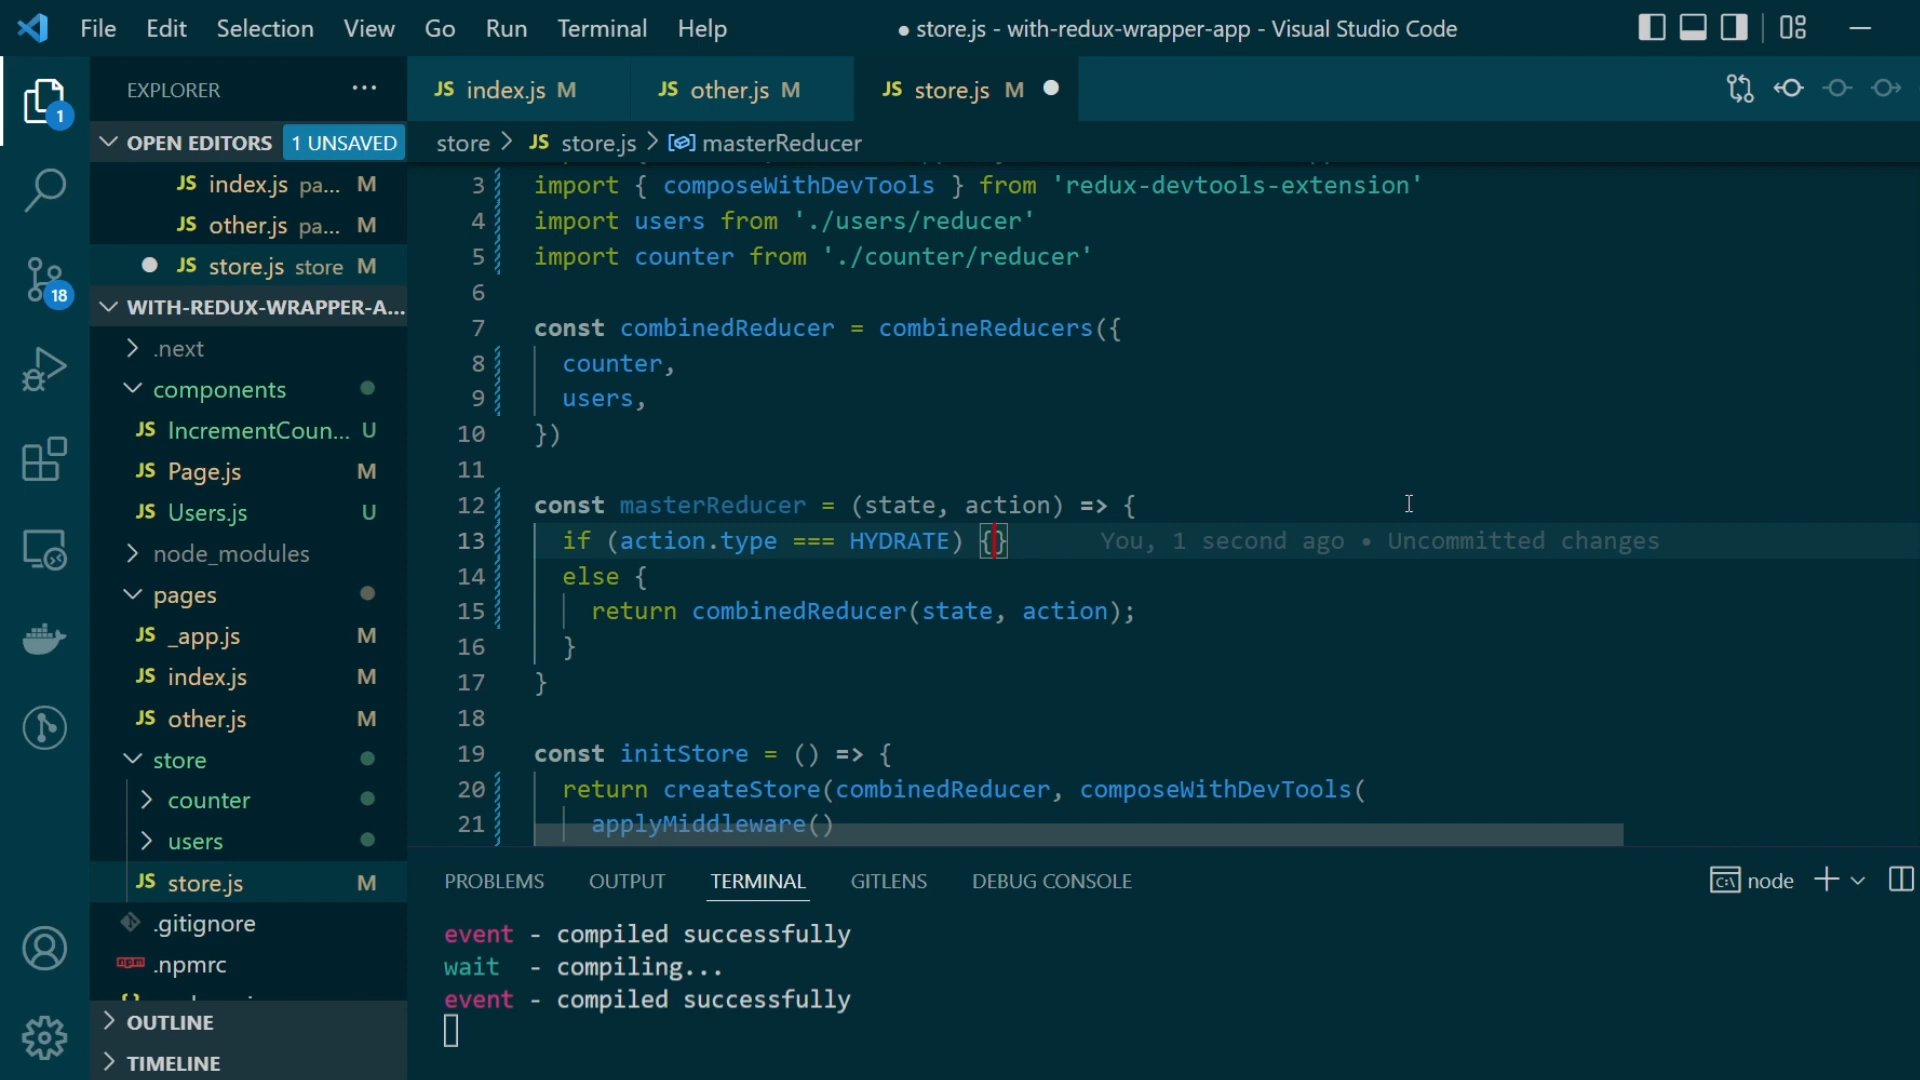 File Edit Selection View Go Run Terminal Help
● store.js - with-redux-wrapper-app - Visual Studio Code
EXPLORER ···
OPEN EDITORS 1 UNSAVED
JS index.js pa... M
JS other.js pa... M
● JS store.js store M
WITH-REDUX-WRAPPER-A...
.next
components
JS IncrementCoun... U
JS Page.js M
JS Users.js U
node_modules
pages
JS _app.js M
JS index.js M
JS other.js M
store
counter
users
JS store.js M
.gitignore
npm .npmrc
OUTLINE
TIMELINE
1
18
JS index.js M
JS other.js M
JS store.js M ●
store > JS store.js > masterReducer
3 import { composeWithDevTools } from 'redux-devtools-extension'
4 import users from './users/reducer'
5 import counter from './counter/reducer'
6
7 const combinedReducer = combineReducers({
8 counter,
9 users,
10 })
11
12 const masterReducer = (state, action) => {
13 if (action.type === HYDRATE) {} You, 1 second ago • Uncommitted changes
14 else {
15 return combinedReducer(state, action);
16 }
17 }
18
19 const initStore = () => {
20 return createStore(combinedReducer, composeWithDevTools(
21 applyMiddleware()
PROBLEMS OUTPUT TERMINAL GITLENS DEBUG CONSOLE
node
event - compiled successfully
wait - compiling...
event - compiled successfully